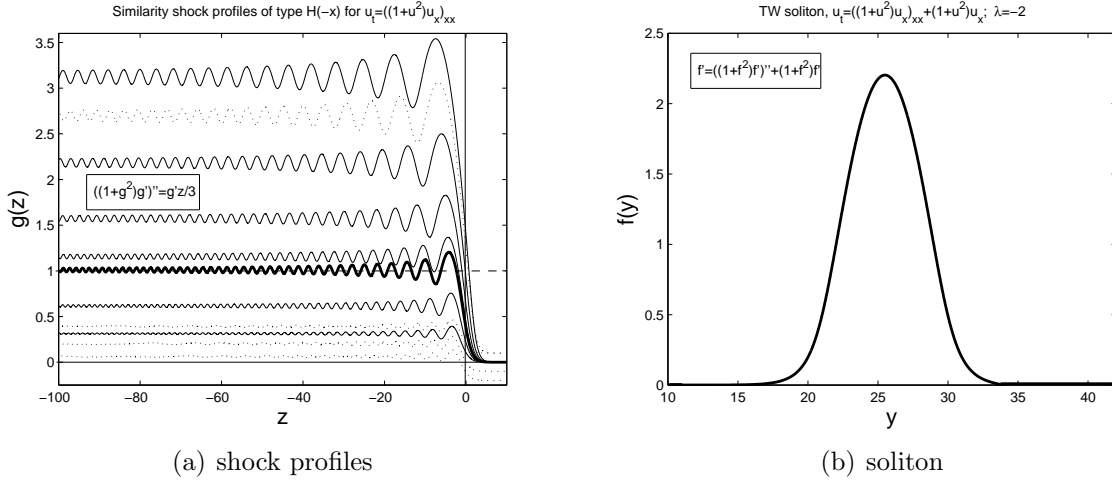 Similarity shock profiles of type H(-x) for u_t=((1+u^2)u_x)_xx
3.5
3
2.5
2
1.5
1
0.5
0
((1+g^2)g')''=g'z/3
g(z)
-100
-80
-60
-40
-20
0
z
(a) shock profiles
TW soliton, u_t=((1+u^2)u_x)_xx+(1+u^2)u_x; λ=-2
2.5
2
1.5
1
0.5
0
f'=((1+f^2)f')''+(1+f^2)f'
f(y)
10
15
20
25
30
35
40
y
(b) soliton